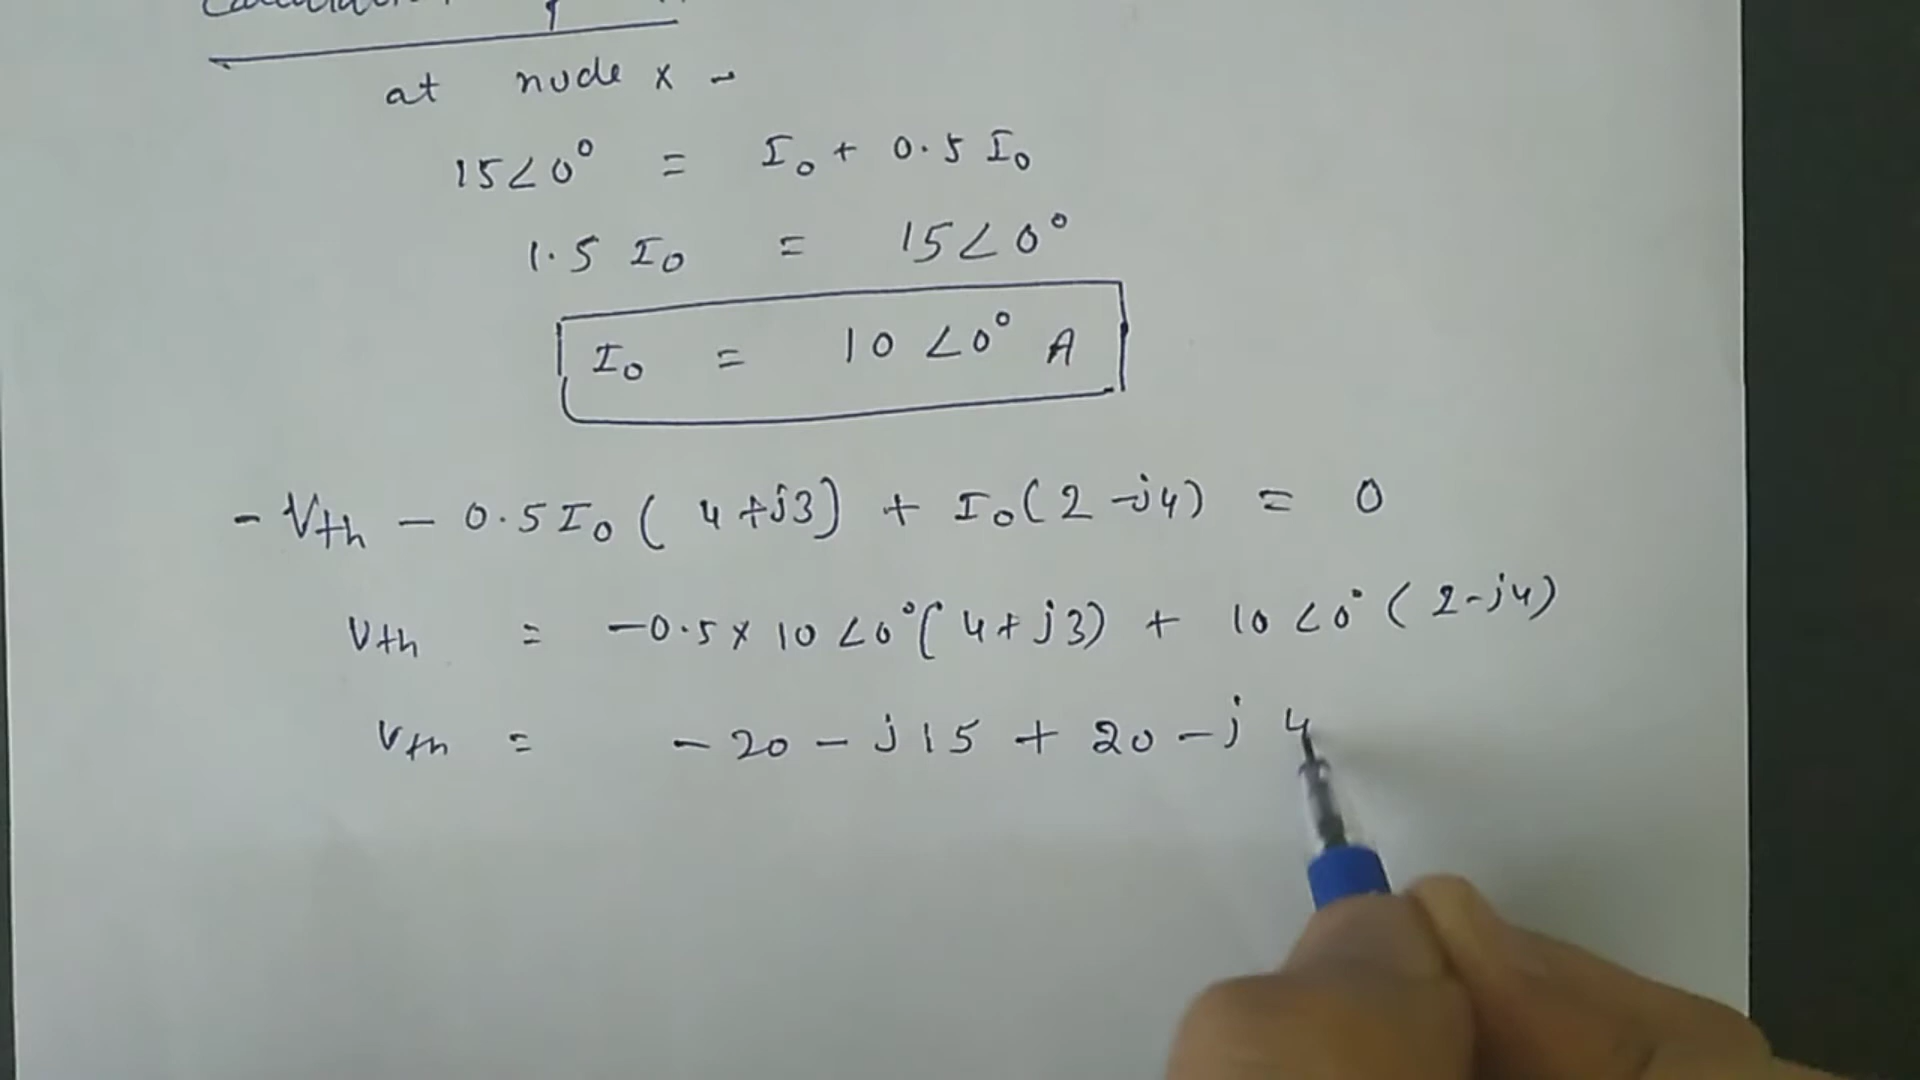 at node x -
15∠0° = I₀ + 0.5 I₀
1.5 I₀ = 15∠0°
I₀ = 10∠0° A
- Vth - 0.5 I₀ ( 4 + j3) + I₀ ( 2 - j4) = 0
Vth = -0.5 x 10∠0° ( 4 + j3) + 10∠0° ( 2 - j4)
Vth = - 20 - j 15 + 20 - j 4